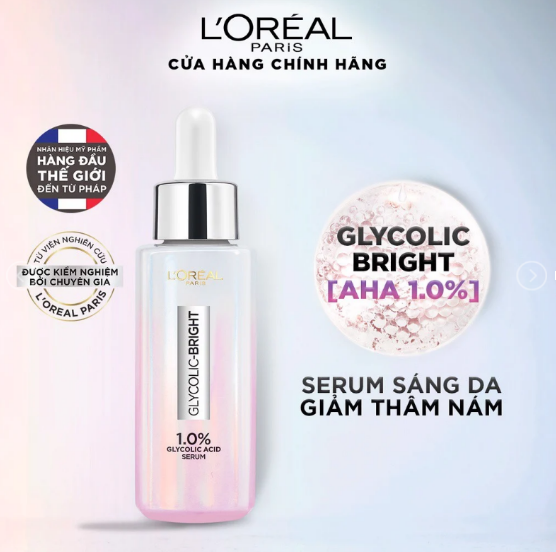 L'ORÉAL
PARIS
CỬA HÀNG CHÍNH HÃNG
NHÃN HIỆU MỸ PHẨM
HÀNG ĐẦU
THẾ GIỚI
ĐẾN TỪ PHÁP
TỪ VIỆN NGHIÊN CỨU
ĐƯỢC KIỂM NGHIỆM
BỞI CHUYÊN GIA
L'OREAL PARIS
L'ORÉAL
PARIS
GLYCOLIC-BRIGHT
1.0%
GLYCOLIC ACID
SERUM
GLYCOLIC
BRIGHT
[AHA 1.0%]
SERUM SÁNG DA
GIẢM THÂM NÁM